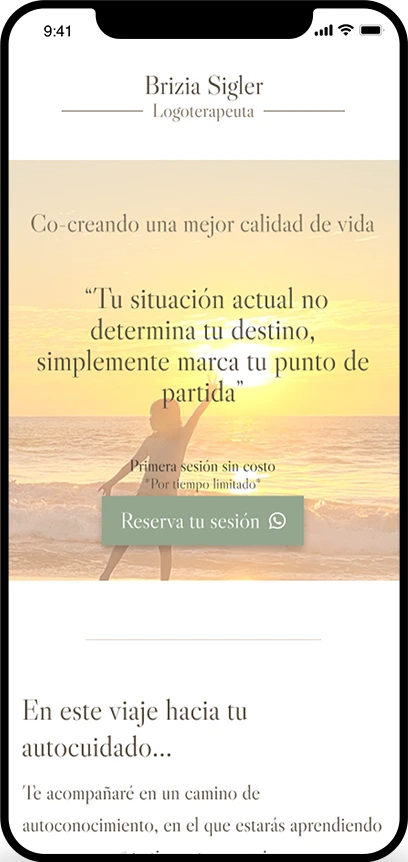 9:41
Brizia Sigler
Logoterapeuta
Co-creando una mejor calidad de vida
“Tu situación actual no
determina tu destino,
simplemente marca tu punto de
partida”
Primera sesión sin costo
*Por tiempo limitado*
Reserva tu sesión
En este viaje hacia tu
autocuidado...
Te acompañaré en un camino de
autoconocimiento, en el que estarás aprendiendo